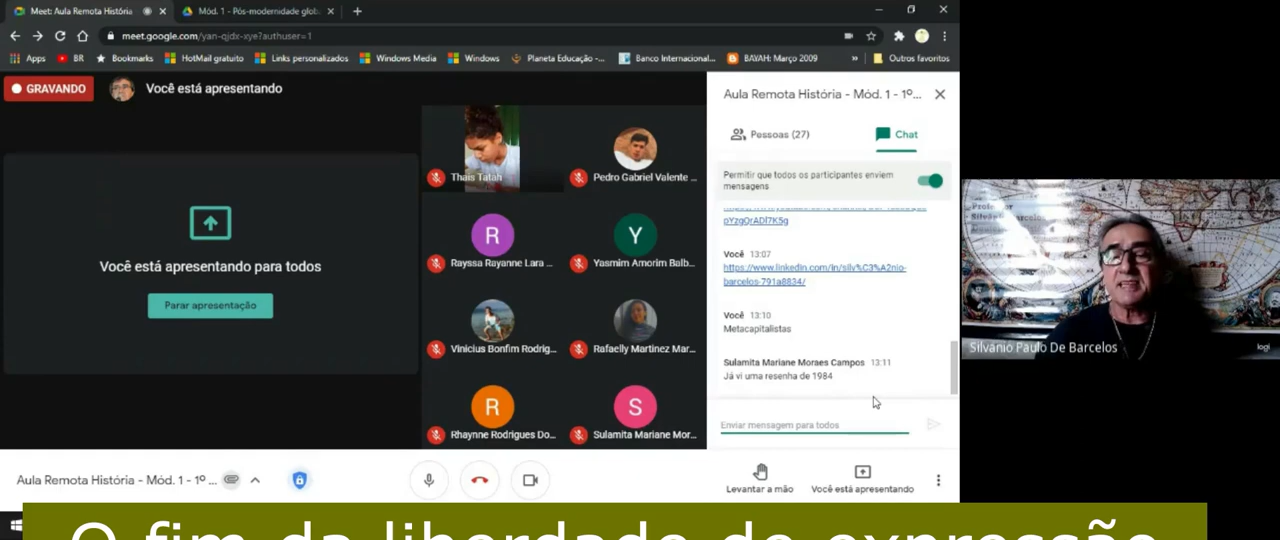 Meet: Aula Remota História
Mód. 1 - Pós-modernidade glob
meet.google.com/yan-qjdx-xye?authuser=1
Apps BR Bookmarks HotMail gratuito Links personalizados Windows Media Windows Planeta Educação -... Banco Internacional... BAYAH: Março 2009 » Outros favoritos
GRAVANDO Você está apresentando
Você está apresentando para todos
Parar apresentação
Thais Tatah
Pedro Gabriel Valente ...
R
Y
Rayssa Rayanne Lara ...
Yasmim Amorim Balb...
Vinicius Bonfim Rodrig...
Rafaelly Martinez Mar...
R
S
Rhaynne Rodrigues Do...
Sulamita Mariane Mor...
Aula Remota História - Mód. 1 - 1º...
Pessoas (27) Chat
Permitir que todos os participantes enviem
mensagens
Você 13:07
https://www.linkedin.com/in/silv%C3%A2nio-
barcelos-791a8834/
Você 13:10
Metacapitalistas
Sulamita Mariane Moraes Campos 13:11
Já vi uma resenha de 1984
Enviar mensagem para todos
Aula Remota História - Mód. 1 - 1º ...
Levantar a mão
Você está apresentando
Silvânio Paulo De Barcelos
logi
O fim da liberdade de expressão